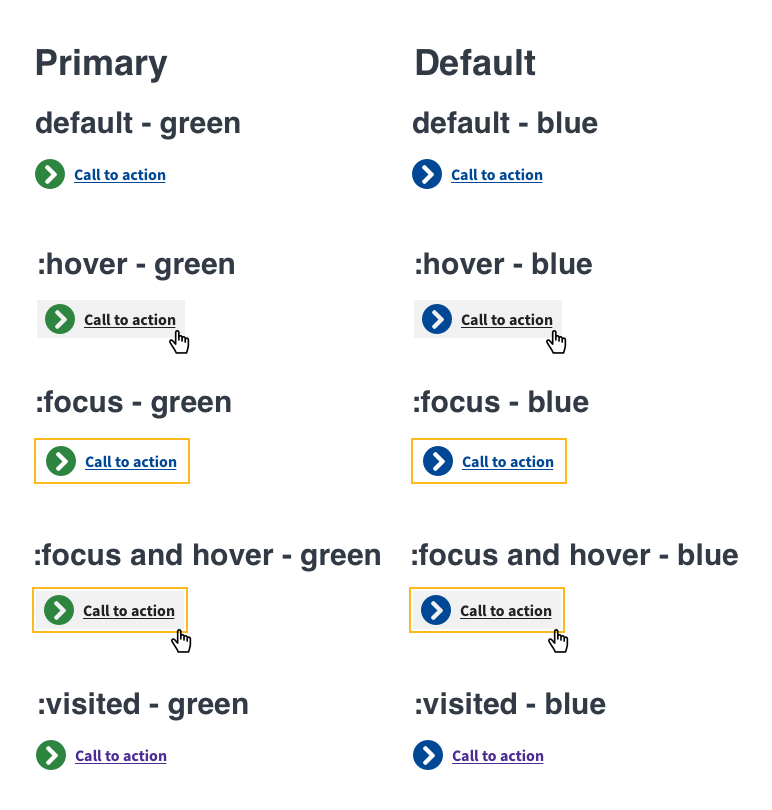 Primary
Default
default - green
default - blue
Call to action
Call to action
:hover - green
:hover - blue
Call to action
Call to action
:focus - green
:focus - blue
Call to action
Call to action
:focus and hover - green
:focus and hover - blue
Call to action
Call to action
:visited - green
:visited - blue
Call to action
Call to action